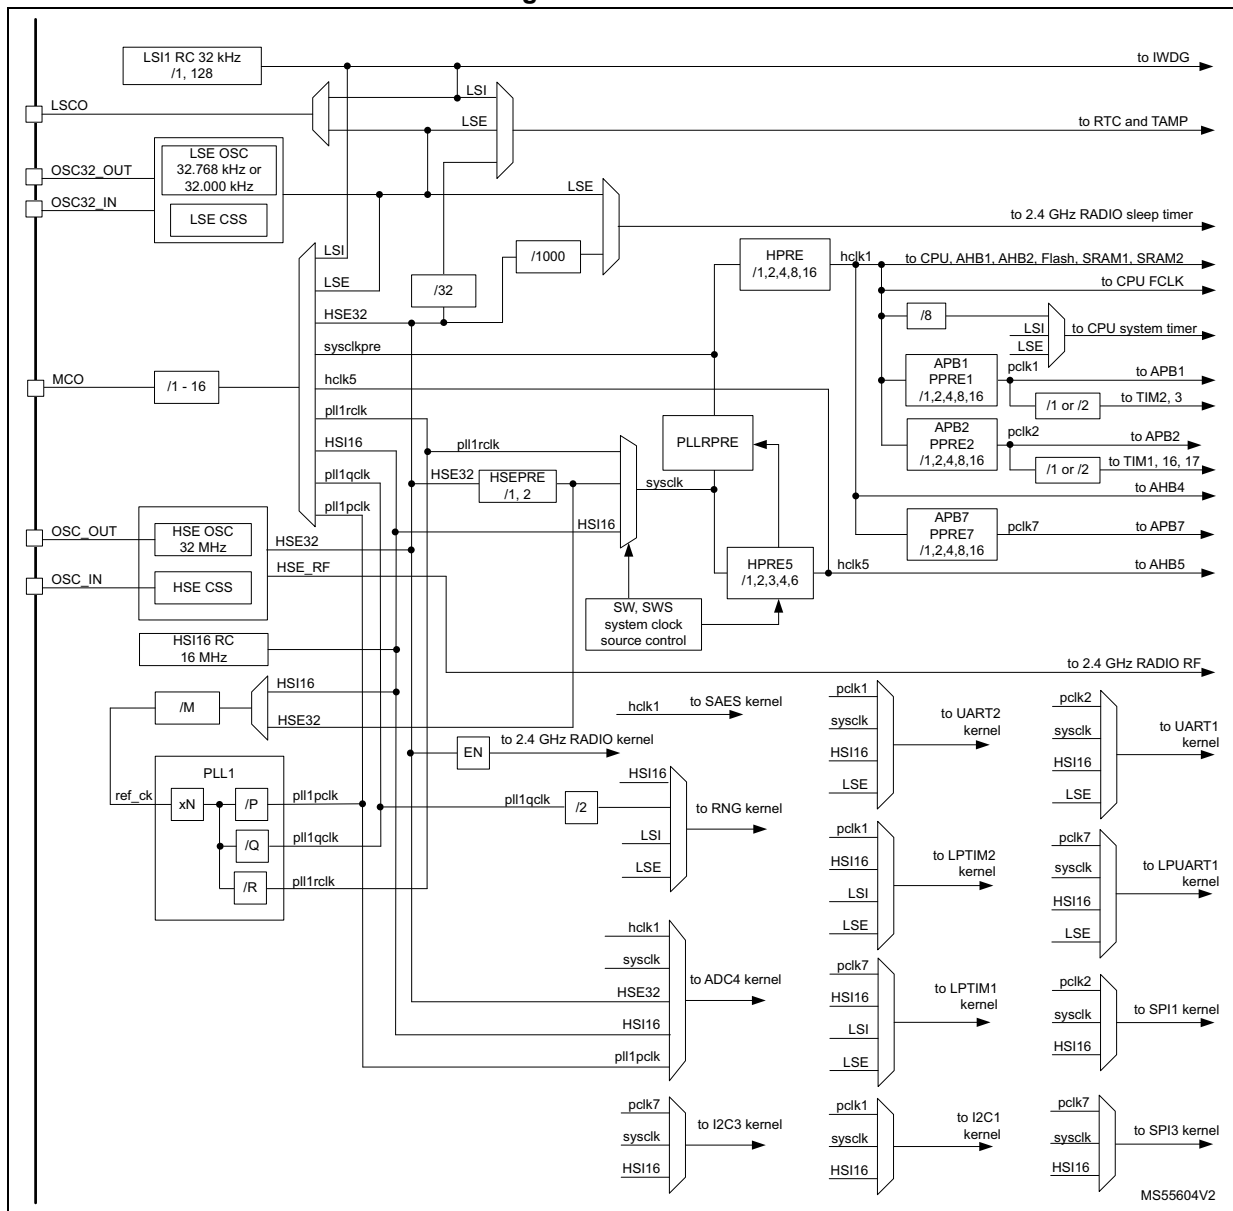 LSI1 RC 32 kHz
/1, 128
to IWDG
LSI
LSCO
LSE
to RTC and TAMP
LSE OSC
32.768 kHz or
32.000 kHz
OSC32_OUT
OSC32_IN
LSE CSS
LSE
to 2.4 GHz RADIO sleep timer
LSI
/1000
HPRE
/1,2,4,8,16
hclk1
to CPU, AHB1, AHB2, Flash, SRAM1, SRAM2
to CPU FCLK
LSE
/32
HSE32
/8
LSI
LSE
to CPU system timer
sysclkpre
MCO
/1 - 16
hclk5
APB1
PPRE1
/1,2,4,8,16
pclk1
to APB1
/1 or /2
to TIM2, 3
pll1rclk
PLLRPRE
APB2
PPRE2
/1,2,4,8,16
pclk2
to APB2
/1 or /2
to TIM1, 16, 17
HSI16
pll1rclk
pll1qclk
HSE32
HSEPRE
/1, 2
sysclk
to AHB4
pll1pclk
HSI16
APB7
PPRE7
/1,2,4,8,16
pclk7
to APB7
OSC_OUT
HSE OSC
32 MHz
HSE32
OSC_IN
HSE CSS
HSE_RF
HPRE5
/1,2,3,4,6
hclk5
to AHB5
SW, SWS
system clock
source control
HSI16 RC
16 MHz
to 2.4 GHz RADIO RF
/M
HSI16
HSE32
hclk1
to SAES kernel
pclk1
sysclk
HSI16
LSE
to UART2
kernel
pclk2
sysclk
HSI16
LSE
to UART1
kernel
EN
to 2.4 GHz RADIO kernel
PLL1
ref_ck
xN
/P
pll1pclk
/Q
pll1qclk
/R
pll1rclk
pll1qclk
/2
HSI16
LSI
LSE
to RNG kernel
pclk1
HSI16
LSI
LSE
to LPTIM2
kernel
pclk7
sysclk
HSI16
LSE
to LPUART1
kernel
hclk1
sysclk
HSE32
HSI16
pll1pclk
to ADC4 kernel
pclk7
HSI16
LSI
LSE
to LPTIM1
kernel
pclk2
sysclk
HSI16
to SPI1 kernel
pclk7
sysclk
HSI16
to I2C3 kernel
pclk1
sysclk
HSI16
to I2C1
kernel
pclk7
sysclk
HSI16
to SPI3 kernel
MS55604V2